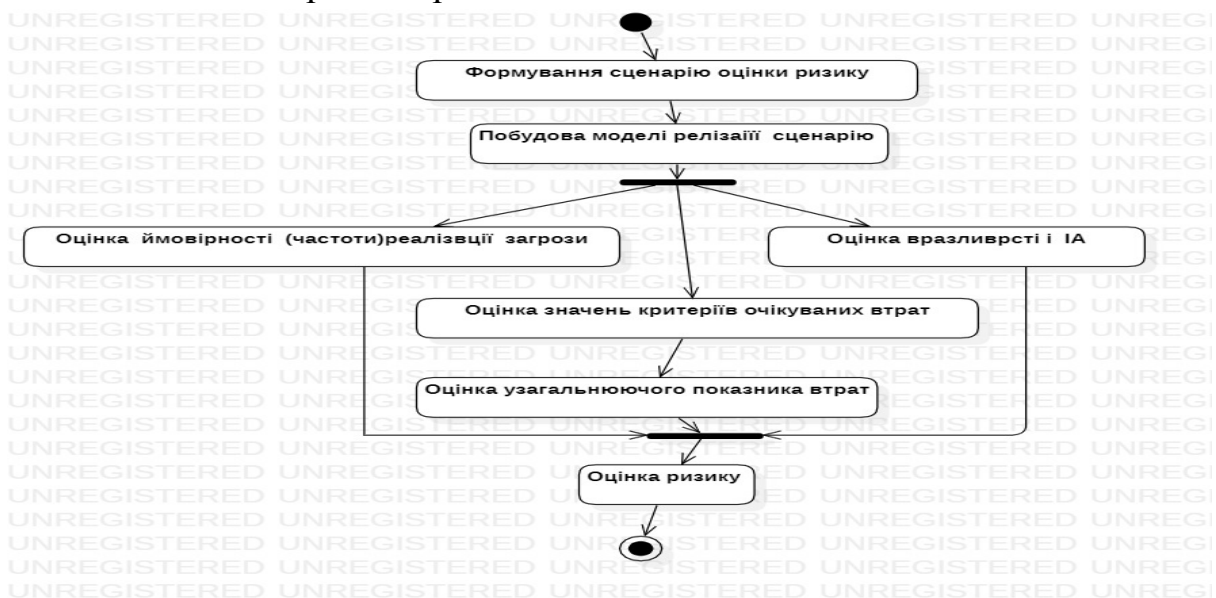 Формування сценарію оцінки ризику
Побудова моделі релізаїїї сценарію
Оцінка ймовірності (частоти)реалізвції загрози
Оцінка вразливрсті і ІА
Оцінка значень критеріїв очікуваних втрат
Оцінка узагальнюючого показника втрат
Оцінка ризику